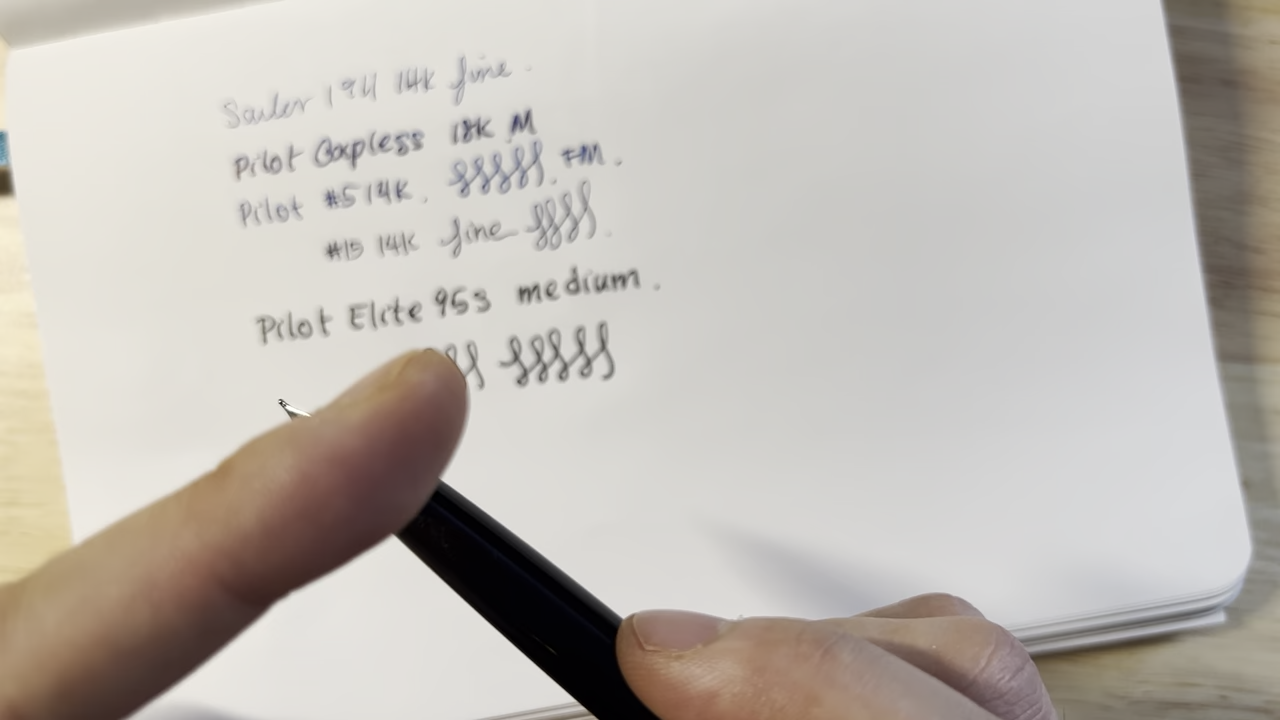 Sailor 1911 14K fine.
Pilot Capless 18K M
Pilot #5 14K. FM.
#15 14K fine
Pilot Elite 95s medium.